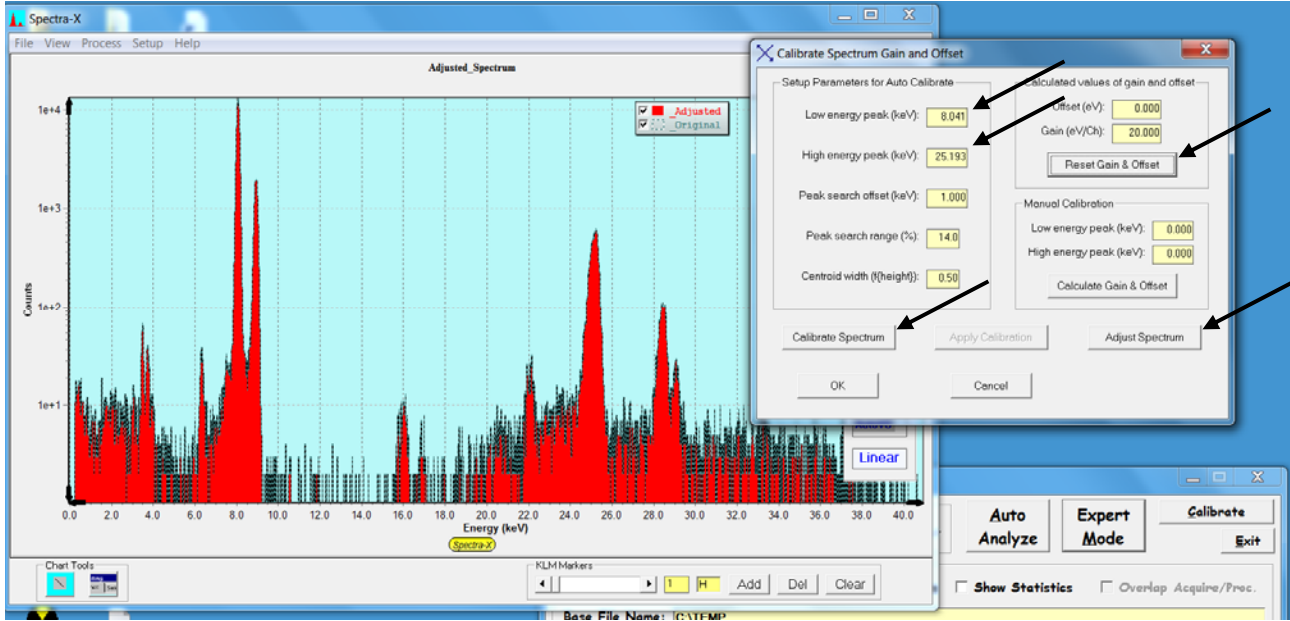 Spectra-X
File View Process Setup Help
Adjusted_Spectrum
1e+4
1e+3
1e+2
1e+1
Counts
_Adjusted
_Original
0.0 2.0 4.0 6.0 8.0 10.0 12.0 14.0 16.0 18.0 20.0 22.0 24.0 26.0 28.0 30.0 32.0 34.0 36.0 38.0 40.0
Energy (keV)
Spectra-X
Linear
Chart Tools
KLM Markers
1 H Add Del Clear
Calibrate Spectrum Gain and Offset
Setup Parameters for Auto Calibrate
Low energy peak (keV): 8.041
High energy peak (keV): 25.193
Peak search offset (keV): 1.000
Peak search range (%): 14.0
Centroid width (f{height}): 0.50
Calculated values of gain and offset
Offset (eV): 0.000
Gain (eV/Ch): 20.000
Reset Gain & Offset
Manual Calibration
Low energy peak (keV): 0.000
High energy peak (keV): 0.000
Calculate Gain & Offset
Calibrate Spectrum Apply Calibration Adjust Spectrum
OK Cancel
Auto Analyze
Expert Mode
Calibrate
Exit
Show Statistics Overlap Acquire/Proc.
Base File Name: C:\TEMP